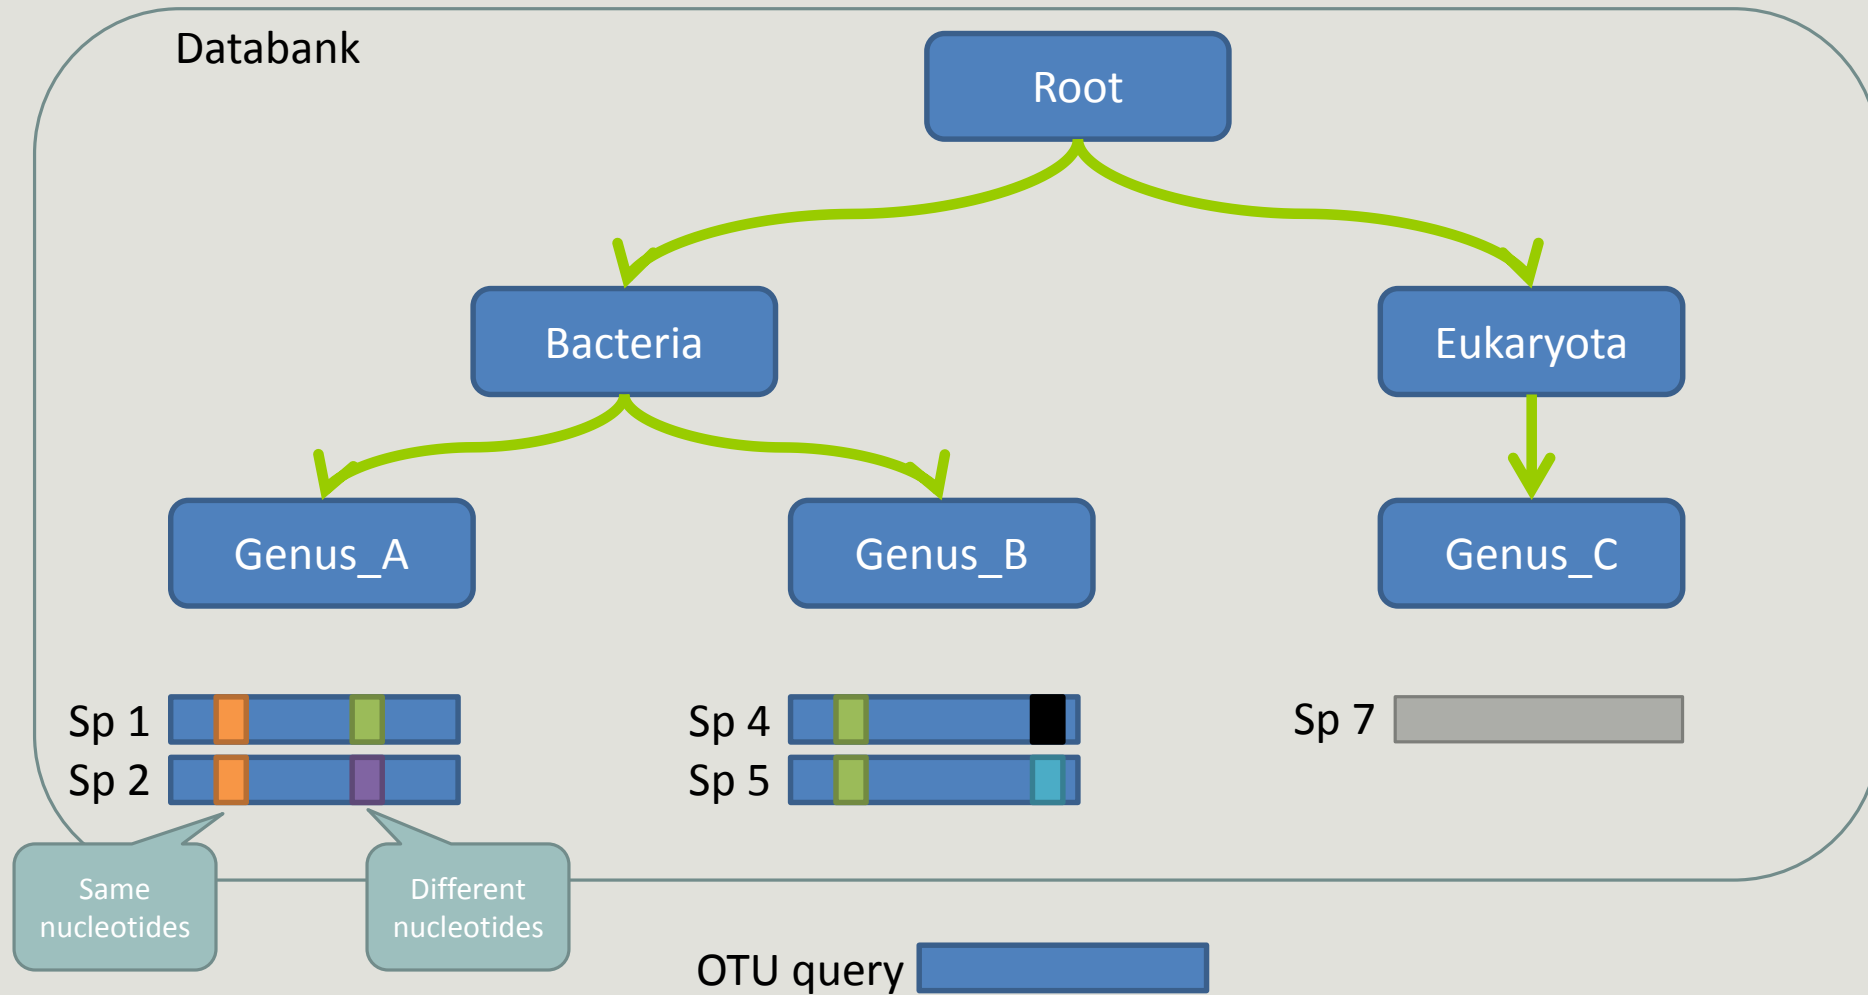 Databank
Root
Bacteria
Eukaryota
Genus_A
Genus_B
Genus_C
Sp 1
Sp 4
Sp 7
Sp 2
Sp 5
Same
nucleotides
Different
nucleotides
OTU query